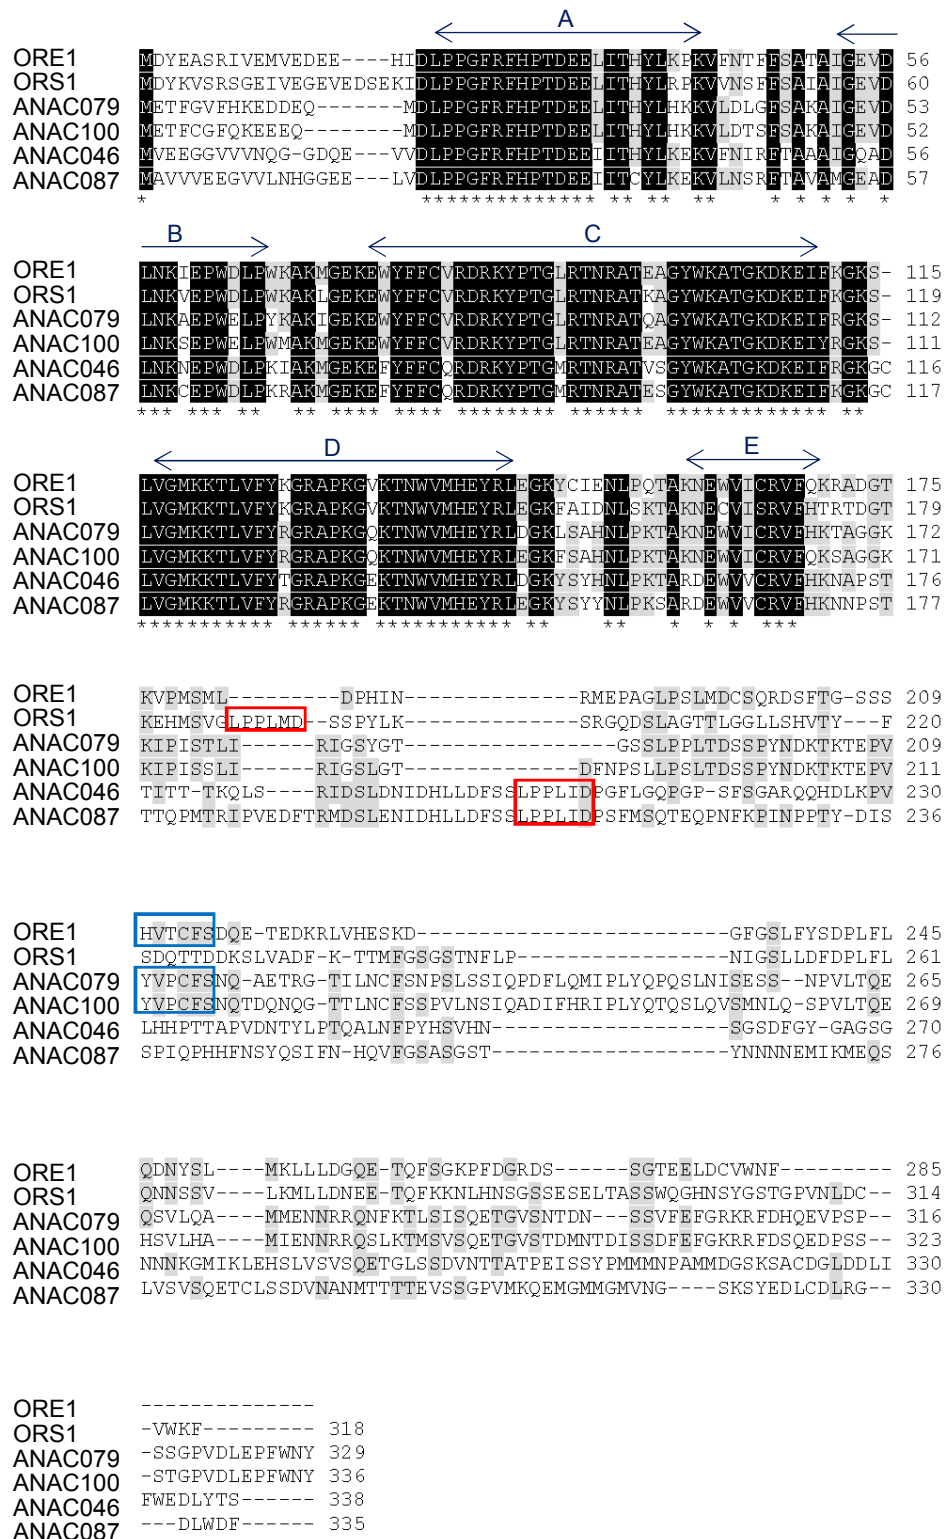 A
ORE1 MDYEASRIVEMVEDEE----HIDLPPGFRFHPTDEELITHYLKPKVFNTFFSATAIGEVD 56
ORS1 MDYKVSRSGEIVEGEVEDSEKIDLPPGFRFHPTDEELITHYLRPKVVNSFFSAIAIGEVD 60
ANAC079 METFGVFHKEDDEQ-------MDLPPGFRFHPTDEELITHYLHKKVLDLGFSAKAIGEVD 53
ANAC100 METFCGFQKEEEQ--------MDLPPGFRFHPTDEELITHYLHKKVLDTSFSAKAIGEVD 52
ANAC046 MVEEGGVVVNQG-GDQE---VVDLPPGFRFHPTDEEIITHYLKEKVFNIRFTAAAIGQAD 56
ANAC087 MAVVVEEGVVLNHGGEE---LVDLPPGFRFHPTDEEIITCYLKEKVLNSRFTAVAMGEAD 57
* ************** ** ** ** * * * * *
B C
ORE1 LNKIEPWDLPWKAKMGEKEWYFFCVRDRKYPTGLRTNRATEAGYWKATGKDKEIFKGKS- 115
ORS1 LNKVEPWDLPWKAKLGEKEWYFFCVRDRKYPTGLRTNRATKAGYWKATGKDKEIFKGKS- 119
ANAC079 LNKAEPWELPYKAKIGEKEWYFFCVRDRKYPTGLRTNRATQAGYWKATGKDKEIFRGKS- 112
ANAC100 LNKSEPWELPWMAKMGEKEWYFFCVRDRKYPTGLRTNRATEAGYWKATGKDKEIYRGKS- 111
ANAC046 LNKNEPWDLPKIAKMGEKEFYFFCQRDRKYPTGMRTNRATVSGYWKATGKDKEIFRGKGC 116
ANAC087 LNKCEPWDLPKRAKMGEKEFYFFCQRDRKYPTGMRTNRATESGYWKATGKDKEIFRGKGC 117
*** *** ** ** **** **** ******** ****** ************* **
D E
ORE1 LVGMKKTLVFYKGRAPKGVKTNWVMHEYRLEGKYCIENLPQTAKNEWVICRVFQKRADGT 175
ORS1 LVGMKKTLVFYKGRAPKGVKTNWVMHEYRLEGKFAIDNLSKTAKNECVISRVFHTRTDGT 179
ANAC079 LVGMKKTLVFYRGRAPKGQKTNWVMHEYRLDGKLSAHNLPKTAKNEWVICRVFHKTAGGK 172
ANAC100 LVGMKKTLVFYRGRAPKGQKTNWVMHEYRLEGKFSAHNLPKTAKNEWVICRVFQKSAGGK 171
ANAC046 LVGMKKTLVFYTGRAPKGEKTNWVMHEYRLDGKYSYHNLPKTARDEWVVCRVFHKNAPST 176
ANAC087 LVGMKKTLVFYRGRAPKGEKTNWVMHEYRLEGKYSYYNLPKSARDEWVVCRVFHKNNPST 177
*********** ****** *********** ** ** * * * ***
ORE1 KVPMSMML---------DPHIN-------------RMEPAGLPSLMDCSQRDSFTG-SSS 209
ORS1 KEHMSVGLPPLMD--SSPYLK--------------SRGQDSLAGTTLGGLLSHVTY---F 220
ANAC079 KIPISTLI------RIGSYGT-----------------GSSLPPLTDSSPYNDKTKTEPV 209
ANAC100 KIPISSLI------RIGSLGT--------------DFNPSLLPSLTDSSPYNDKTKTEPV 211
ANAC046 TITT-TKQLS----RIDSLDNIDHLLDFSSLPPLIDPGFLGQPGP-SFSGARQQHDLKPV 230
ANAC087 TTQPMTRIPVEDFTRMDSLENIDHLLDFSSLPPLIDPSFMSQTEQPNFKPINPPTY-DIS 236
ORE1 HVTCFSDQE-TEDKRLVHESKD-------------------------GFGSLFYSDPLFL 245
ORS1 SDQTTDDKSLVADF-K-TTMFGSGSTNFLP-----------------NIGSLLDFDPLFL 261
ANAC079 YVPCFSNQ-AETRG-TILNCFSNPSLSSIQPDFLQMIPLYQPQSLNISESS--NPVLTQE 265
ANAC100 YVPCFSNQTDQNQG-TTLNCFSSPVLNSIQADIFHRIPLYQTQSLQVSMNLQ-SPVLTQE 269
ANAC046 LHHPTTAPVDNTYLPTQALNFPYHSVHN-------------------SGSDFGY-GAGSG 270
ANAC087 SPIQPHHFNSYQSIFN-HQVFGSASGST-------------------YNNNNEMIKMEQS 276
ORE1 QDNYSL----MKLLLDGQE-TQFSGKPFDGRDS------SGTEELDCVWNF--------- 285
ORS1 QNNSSV----LKMLLDNEE-TQFKKNLHNSGSSESELTASSWQGHNSYGSTGPVNLDC-- 314
ANAC079 QSVLQA----MMENNRRQNFKTLSISQETGVSNTDN---SSVFEFGRKRFDHQEVPSP-- 316
ANAC100 HSVLHA----MIENNRRQSLKTMSVSQETGVSTDMNTDISSDFEFGKRRFDSQEDPSS-- 323
ANAC046 NNNKGMIKLEHSLVSVSQETGLSSDVNTTATPEISSYPMMMNPAMMDGSKSACDGLDDLI 330
ANAC087 LVSVSQETCLSSDVNANMTTTTEVSSGPVMKQEMGMMGMVNG----SKSYEDLCDLRG-- 330
ORE1 --------------
ORS1 -VWKF--------- 318
ANAC079 -SSGPVDLEPFWNY 329
ANAC100 -STGPVDLEPFWNY 336
ANAC046 FWEDLYTS------ 338
ANAC087 ---DLWDF------ 335